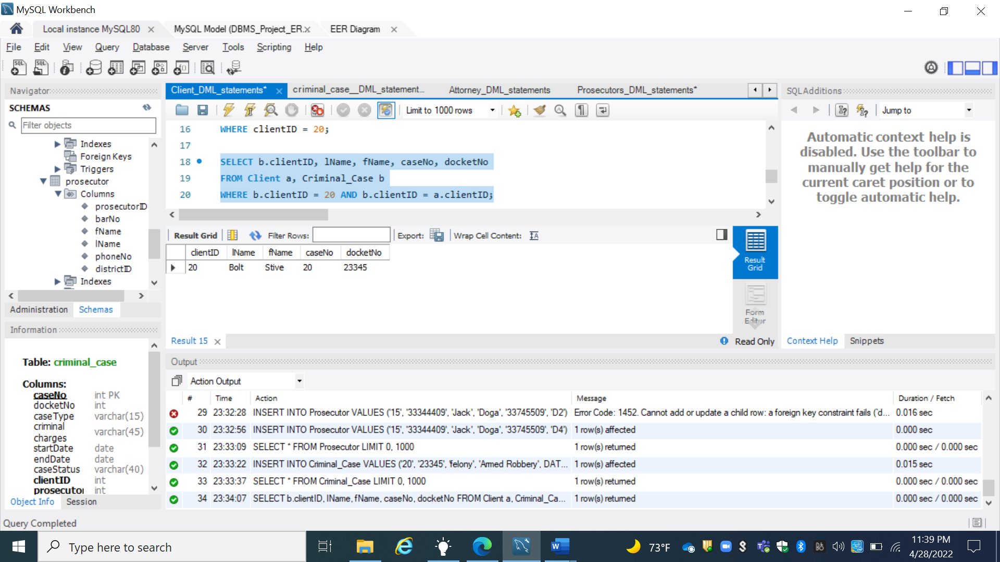 MySQL Workbench
Local instance MySQL80
MySQL Model (DBMS_Project_ER.
EER Diagram
File Edit View Query Database Server Tools Scripting Help
Navigator
SCHEMAS
Filter objects
Indexes
Foreign Keys
Triggers
prosecutor
Columns
prosecutorID
barNo
fName
lName
phoneNo
districtID
Indexes
Administration Schemas
Information
Table: criminal_case
Columns:
caseNo int PK
docketNo int
caseType varchar(15)
criminal
charges varchar(45)
startDate date
endDate date
caseStatus varchar(40)
clientID int
prosecutor int
Object Info Session
Client_DML_statements* criminal_case__DML_statement... Attorney_DML_statements Prosecutors_DML_statements*
Limit to 1000 rows
16 WHERE clientID = 20;
17
18 SELECT b.clientID, lName, fName, caseNo, docketNo
19 FROM Client a, Criminal_Case b
20 WHERE b.clientID = 20 AND b.clientID = a.clientID;
Result Grid Filter Rows: Export: Wrap Cell Content:
clientID lName fName caseNo docketNo
20 Bolt Stive 20 23345
Result Grid
Form Editor
Result 15
Read Only
SQLAdditions
Jump to
Automatic context help is
disabled. Use the toolbar to
manually get help for the
current caret position or to
toggle automatic help.
Context Help Snippets
Output
Action Output
# Time Action Message Duration / Fetch
29 23:32:28 INSERT INTO Prosecutor VALUES ('15', '33344409', 'Jack', 'Doga', '33745509', 'D2') Error Code: 1452. Cannot add or update a child row: a foreign key constraint fails ('d... 0.016 sec
30 23:32:56 INSERT INTO Prosecutor VALUES ('15', '33344409', 'Jack', 'Doga', '33745509', 'D4') 1 row(s) affected 0.000 sec
31 23:33:09 SELECT * FROM Prosecutor LIMIT 0, 1000 1 row(s) returned 0.000 sec / 0.000 sec
32 23:33:22 INSERT INTO Criminal_Case VALUES ('20', '23345', 'felony', 'Armed Robbery', DAT... 1 row(s) affected 0.015 sec
33 23:33:37 SELECT * FROM Criminal_Case LIMIT 0, 1000 1 row(s) returned 0.000 sec / 0.000 sec
34 23:34:07 SELECT b.clientID, lName, fName, caseNo, docketNo FROM Client a, Criminal_Ca... 1 row(s) returned 0.000 sec / 0.000 sec
Query Completed
Type here to search
73°F
11:39 PM
4/28/2022